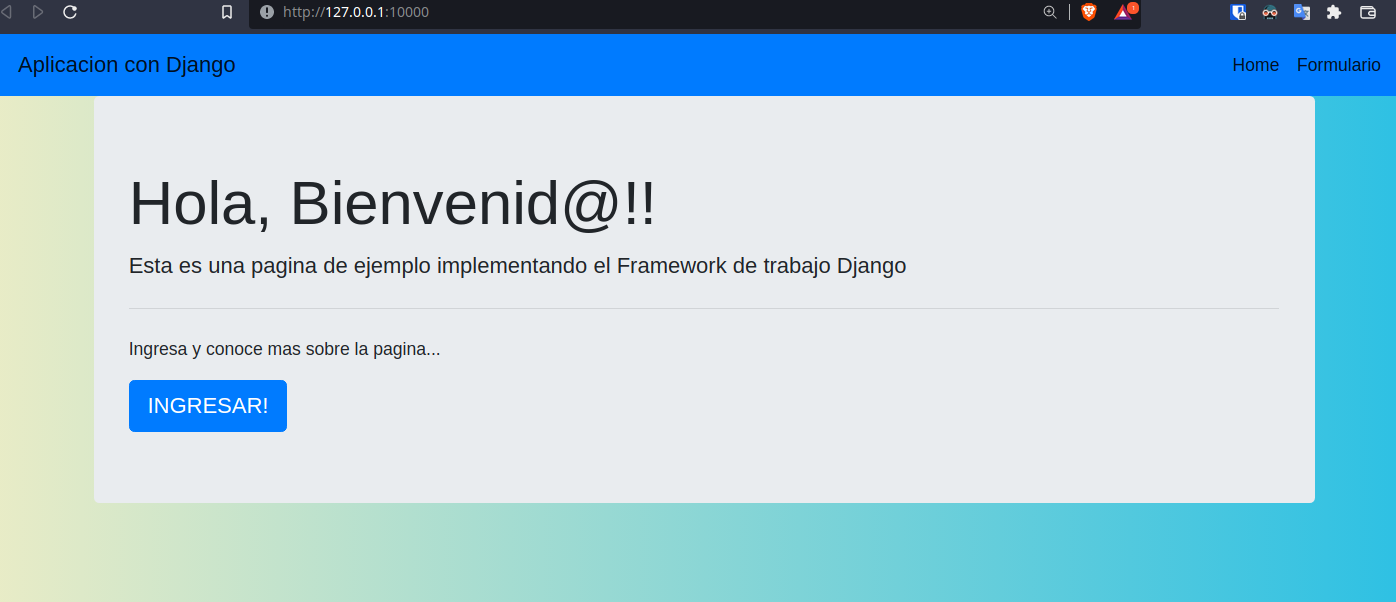 http://127.0.0.1:10000
Aplicacion con Django
Home Formulario
Hola, Bienvenid@!!
Esta es una pagina de ejemplo implementando el Framework de trabajo Django
Ingresa y conoce mas sobre la pagina...
INGRESAR!